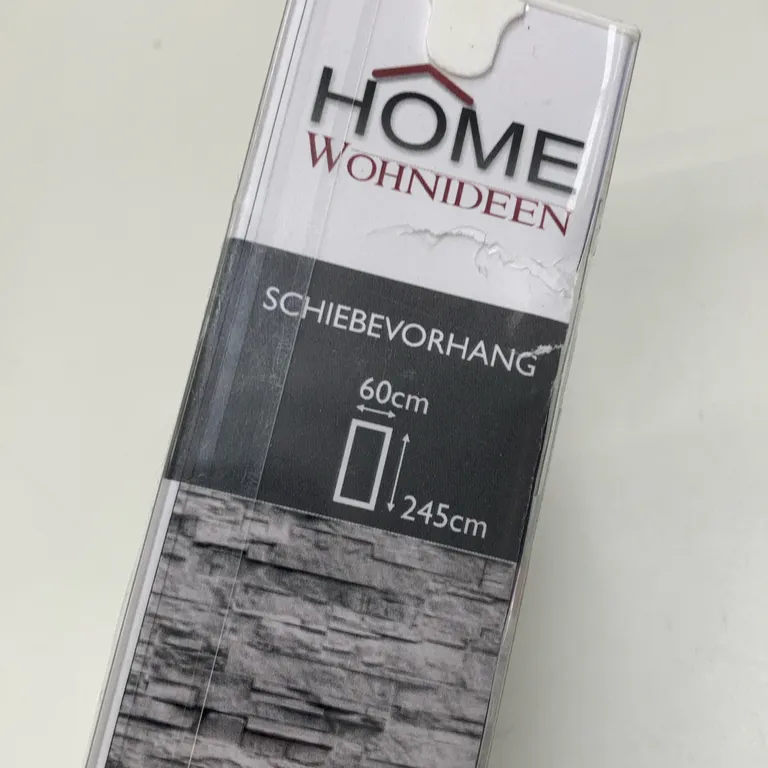 HOME
WOHNIDEEN
SCHIEBEVORHANG
60cm
245cm